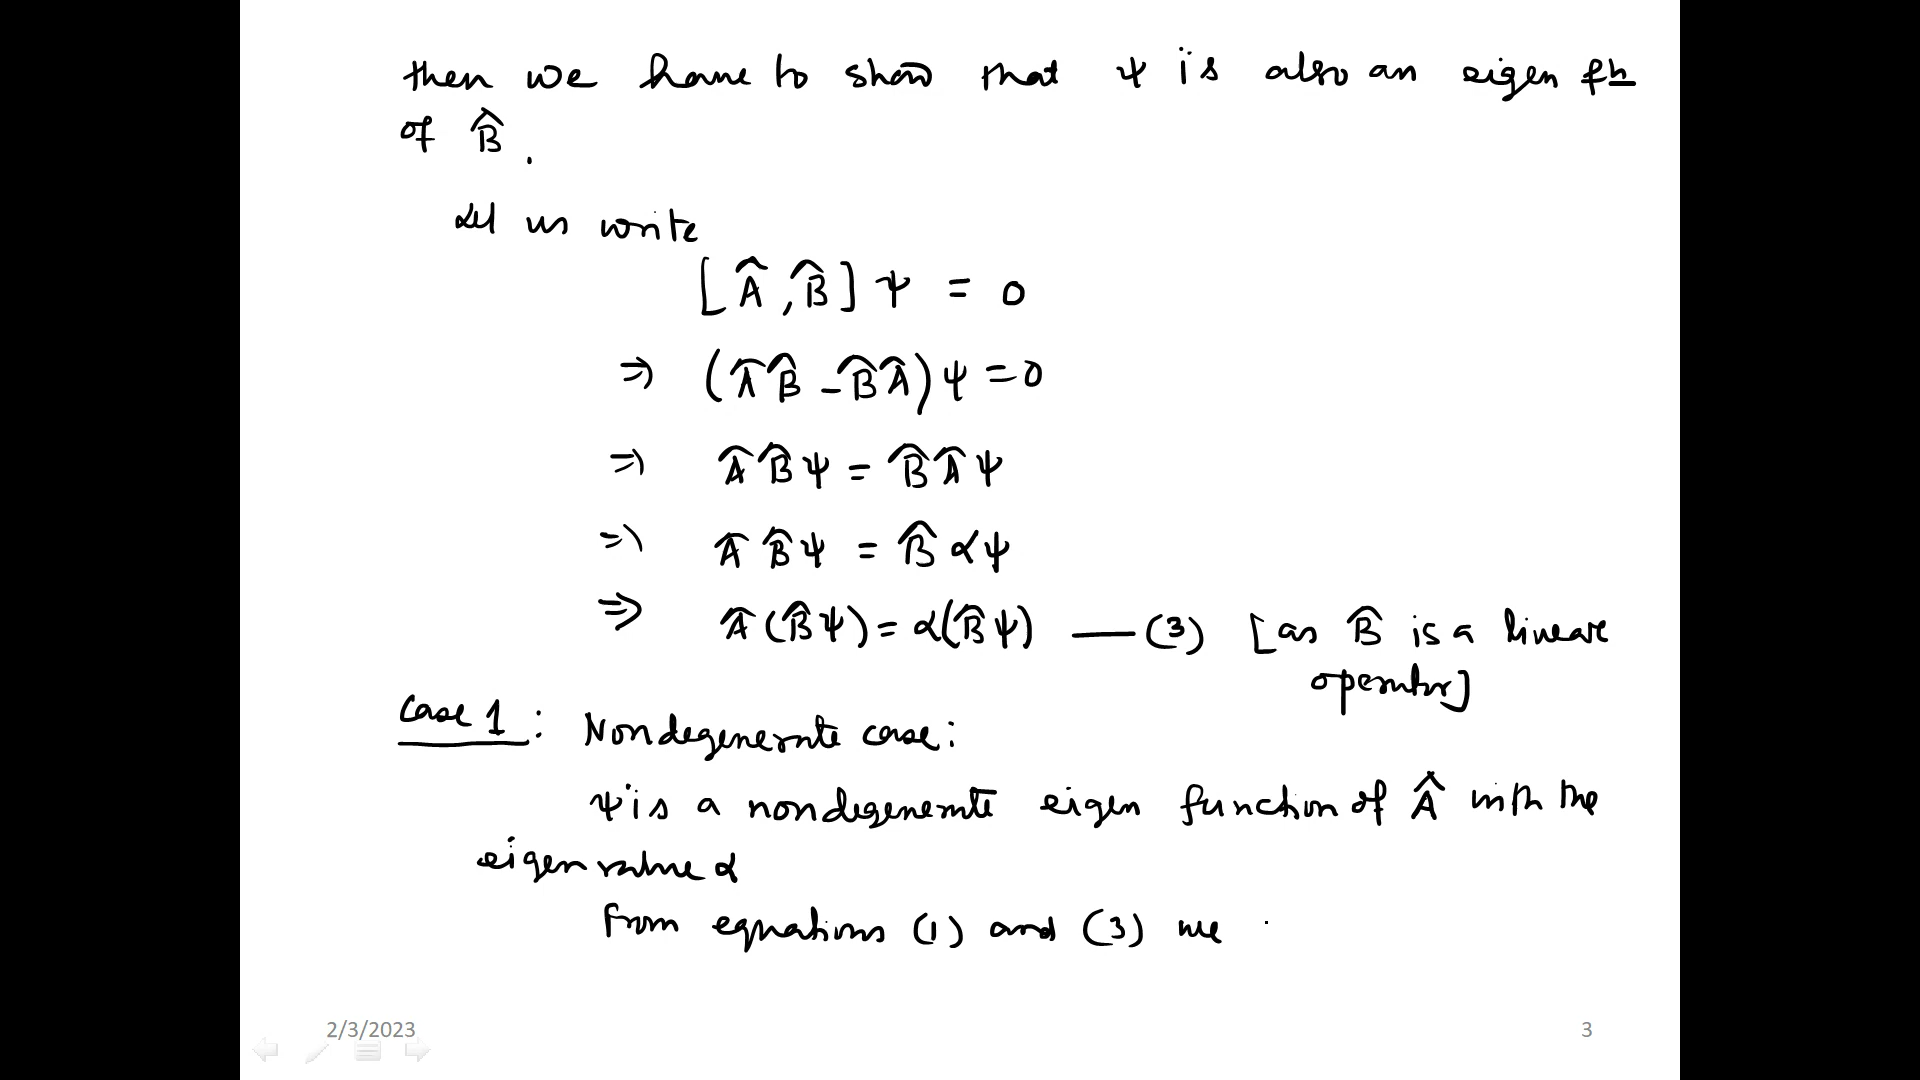 then we have to show that ψ is also an eigen fn
of B̂.
Let us write
[Â, B̂] ψ = 0
⇒ (ÂB̂ - B̂Â) ψ = 0
⇒ ÂB̂ψ = B̂Âψ
⇒ ÂB̂ψ = B̂αψ
⇒ Â(B̂ψ) = α(B̂ψ) —— (3) [as B̂ is a linear
operator]
Case 1: Nondegenerate case:
ψ is a nondegenerate eigen function of Â with the
eigen value α
From equations (1) and (3) we
2/3/2023
3